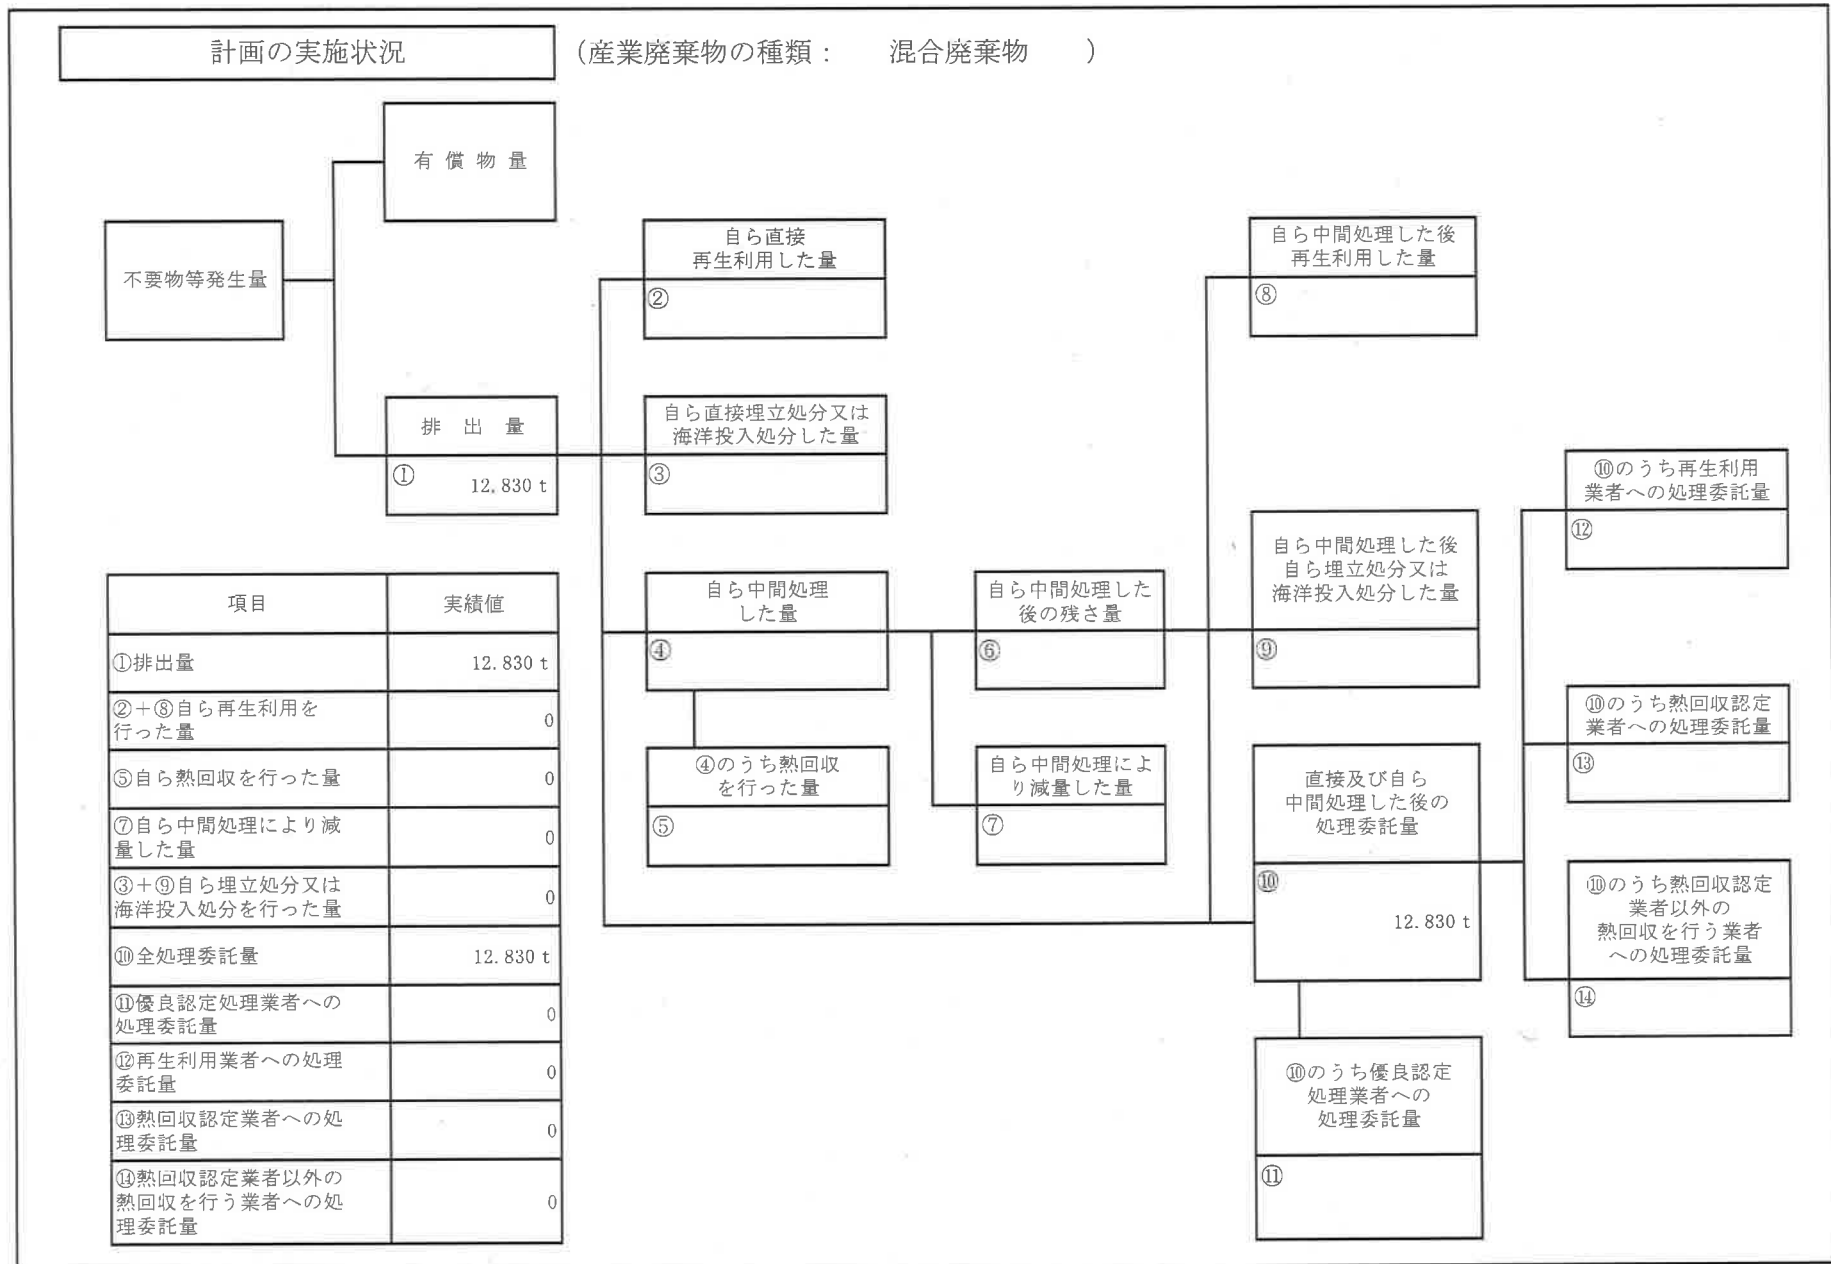 計画の実施状況
（産業廃棄物の種類： 混合廃棄物 ）
有償物量
不要物等発生量
排出量
①
12.830 t
自ら直接
再生利用した量
②
自ら直接埋立処分又は
海洋投入処分した量
③
自ら中間処理
した量
④
④のうち熱回収
を行った量
⑤
自ら中間処理した
後の残さ量
⑥
自ら中間処理によ
り減量した量
⑦
自ら中間処理した後
再生利用した量
⑧
自ら中間処理した後
自ら埋立処分又は
海洋投入処分した量
⑨
直接及び自ら
中間処理した後の
処理委託量
⑩
12.830 t
⑩のうち優良認定
処理業者への
処理委託量
⑪
⑩のうち再生利用
業者への処理委託量
⑫
⑩のうち熱回収認定
業者への処理委託量
⑬
⑩のうち熱回収認定
業者以外の
熱回収を行う業者
への処理委託量
⑭
項目 実績値
①排出量 12.830 t
②＋⑧自ら再生利用を
行った量 0
⑤自ら熱回収を行った量 0
⑦自ら中間処理により減
量した量 0
③＋⑨自ら埋立処分又は
海洋投入処分を行った量 0
⑩全処理委託量 12.830 t
⑪優良認定処理業者への
処理委託量 0
⑫再生利用業者への処理
委託量 0
⑬熱回収認定業者への処
理委託量 0
⑭熱回収認定業者以外の
熱回収を行う業者への処
理委託量 0